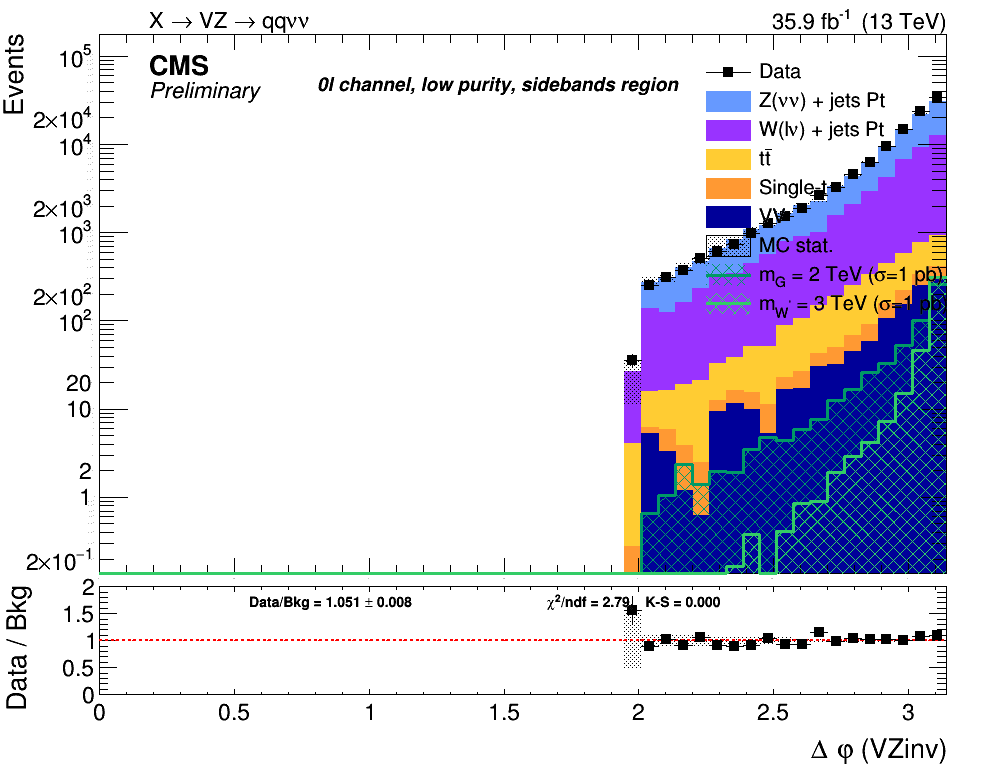 X → VZ → qqνν
35.9 fb⁻¹ (13 TeV)
CMS
Preliminary
0l channel, low purity, sidebands region
Data
Z(νν) + jets Pt
W(lν) + jets Pt
tt̄
Single-t
VV
MC stat.
m_G = 2 TeV (σ=1 pb)
m_W' = 3 TeV (σ=1 pb)
Events
10⁵
2×10⁴
10⁴
2×10³
10³
2×10²
10²
20
10
2
1
2×10⁻¹
Data/Bkg = 1.051 ± 0.008
χ²/ndf = 2.79
K-S = 0.000
Data / Bkg
2
1.5
1
0.5
0
0 0.5 1 1.5 2 2.5 3
Δ φ (VZinv)